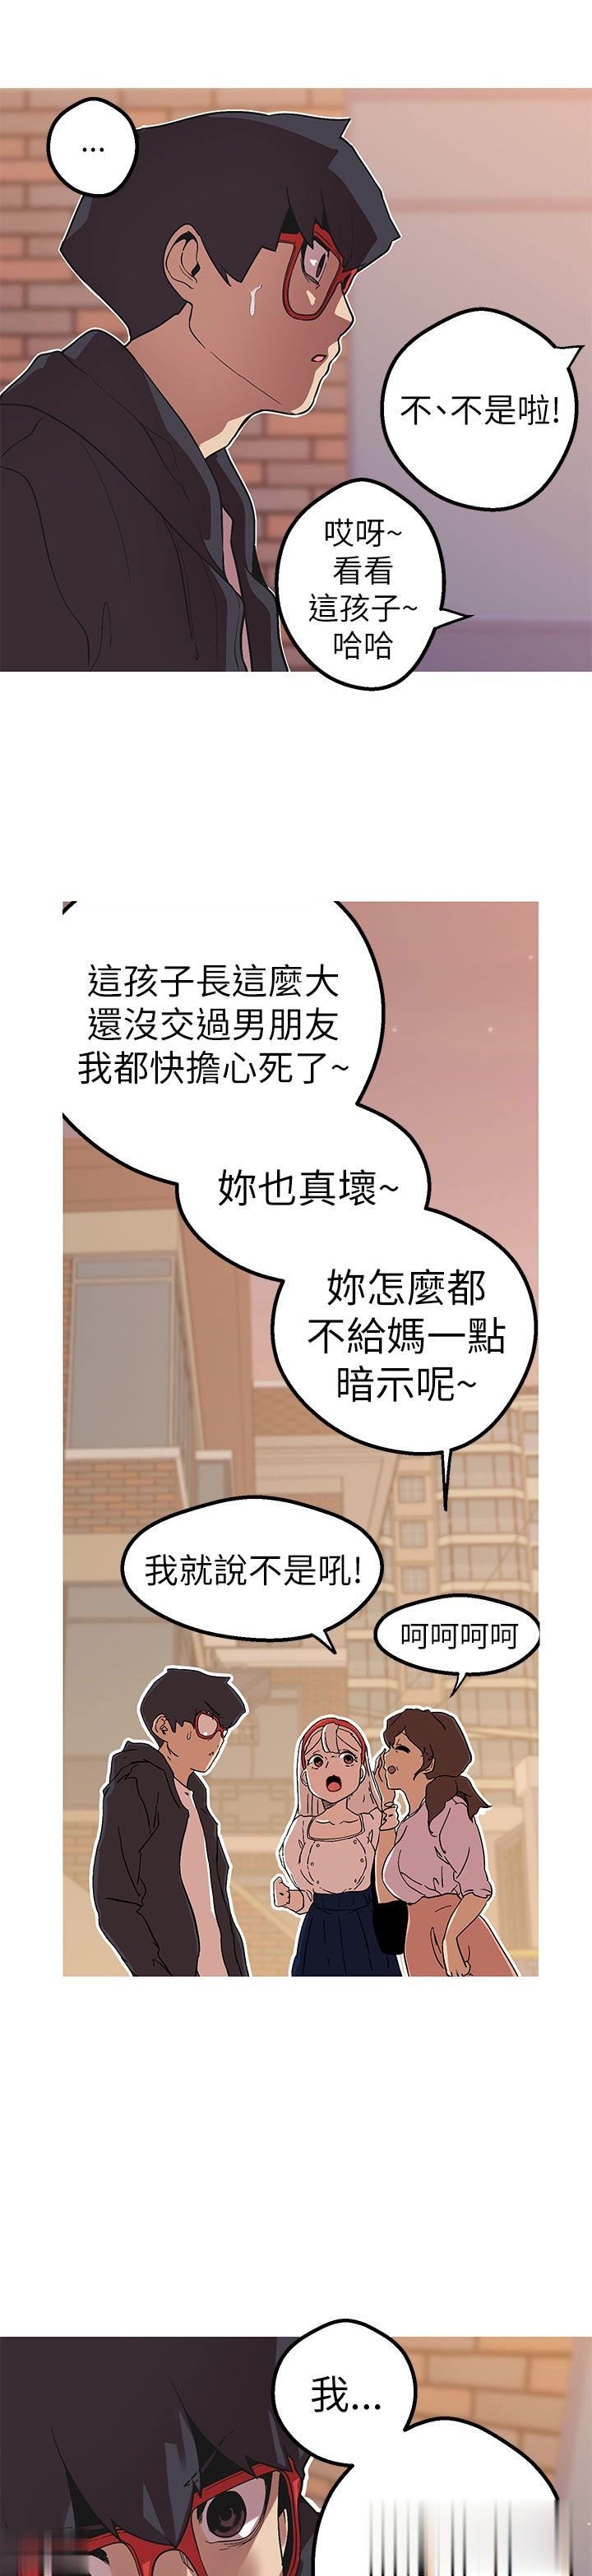 ...
不、不是啦!
哎呀~
看看
這孩子~
哈哈
這孩子長這麼大
還沒交過男朋友
我都快擔心死了~
妳也真壞~
妳怎麼都
不給媽一點
暗示呢~
我就說不是吼!
呵呵呵呵
我...